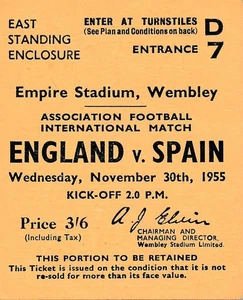 EAST
STANDING
ENCLOSURE
ENTER AT TURNSTILES
(See Plan and Conditions on back)
ENTRANCE
D
7
Empire Stadium, Wembley
ASSOCIATION FOOTBALL
INTERNATIONAL MATCH
ENGLAND v. SPAIN
Wednesday, November 30th, 1955
KICK-OFF 2.0 P.M.
Price 3/6
(Including Tax)
CHAIRMAN AND
MANAGING DIRECTOR,
Wembley Stadium Limited.
THIS PORTION TO BE RETAINED
This Ticket is issued on the condition that it is not
re-sold for more than its face value.